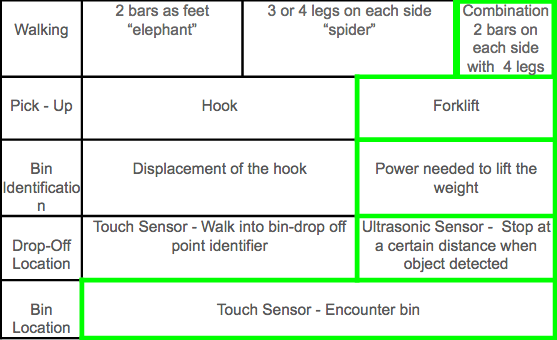 Walking
2 bars as feet
“elephant”
3 or 4 legs on each side
“spider”
Combination
2 bars on
each side
with 4 legs
Pick - Up
Hook
Forklift
Bin
Identificatio
n
Displacement of the hook
Power needed to lift the
weight
Drop-Off
Location
Touch Sensor - Walk into bin-drop off
point identifier
Ultrasonic Sensor - Stop at
a certain distance when
object detected
Bin
Location
Touch Sensor - Encounter bin